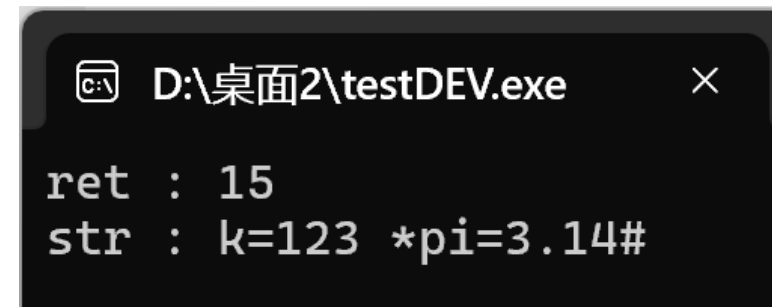 D:\桌面2\testDEV.exe
ret : 15
str : k=123 *pi=3.14#